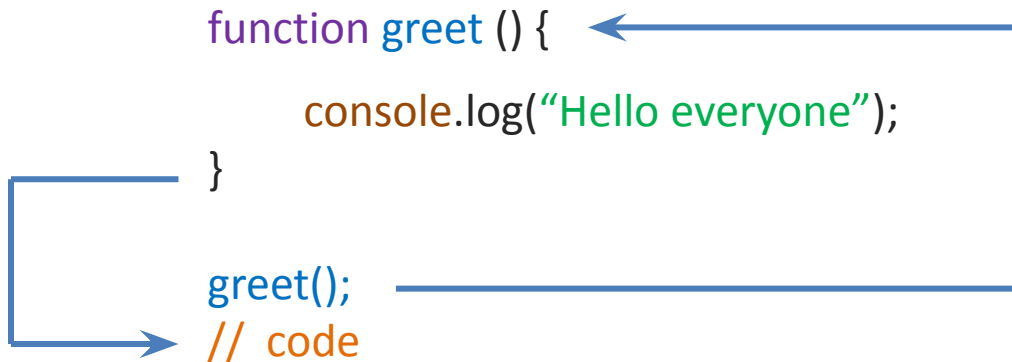 function greet () {
console.log(“Hello everyone”);
}
greet();
// code